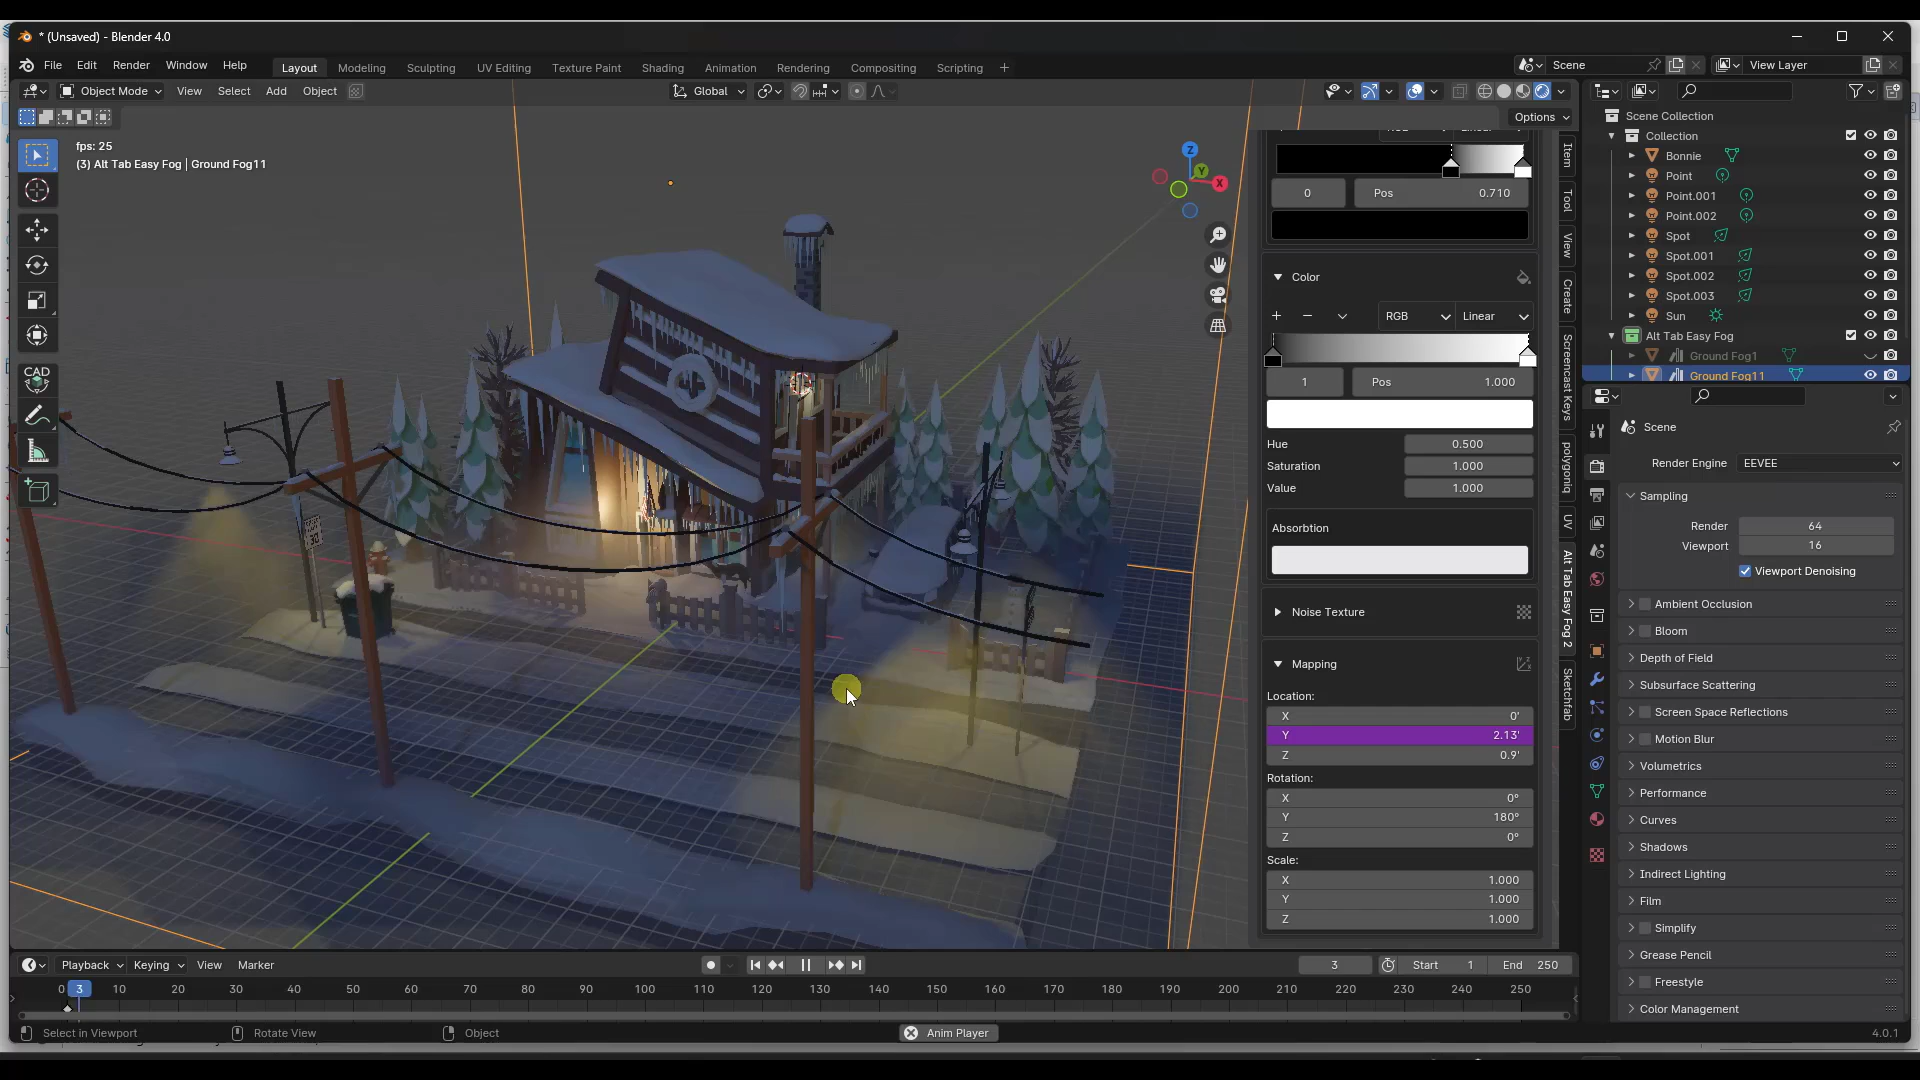 * (Unsaved) - Blender 4.0
File Edit Render Window Help
Layout Modeling Sculpting UV Editing Texture Paint Shading Animation Rendering Compositing Scripting +
Scene
View Layer
Object Mode View Select Add Object
Global
Options
fps: 25
(3) Alt Tab Easy Fog | Ground Fog11
Z
Y
X
CAD
0
Pos 0.710
Color
RGB Linear
1
Pos 1.000
Hue 0.500
Saturation 1.000
Value 1.000
Absorbtion
Noise Texture
Mapping
Location:
X 0'
Y 2.13'
Z 0.9'
Rotation:
X 0°
Y 180°
Z 0°
Scale:
X 1.000
Y 1.000
Z 1.000
Item
Tool
View
Create
Screencast Keys
polygoniq
UV
Alt Tab Easy Fog 2
Sketchfab
Scene Collection
Collection
Bonnie
Point
Point.001
Point.002
Spot
Spot.001
Spot.002
Spot.003
Sun
Alt Tab Easy Fog
Ground Fog1
Ground Fog11
Scene
Render Engine EEVEE
Sampling
Render 64
Viewport 16
Viewport Denoising
Ambient Occlusion
Bloom
Depth of Field
Subsurface Scattering
Screen Space Reflections
Motion Blur
Volumetrics
Performance
Curves
Shadows
Indirect Lighting
Film
Simplify
Grease Pencil
Freestyle
Color Management
Playback Keying View Marker
3
Start 1
End 250
0 3 10 20 30 40 50 60 70 80 90 100 110 120 130 140 150 160 170 180 190 200 210 220 230 240 250
Select in Viewport Rotate View Object
Anim Player
4.0.1